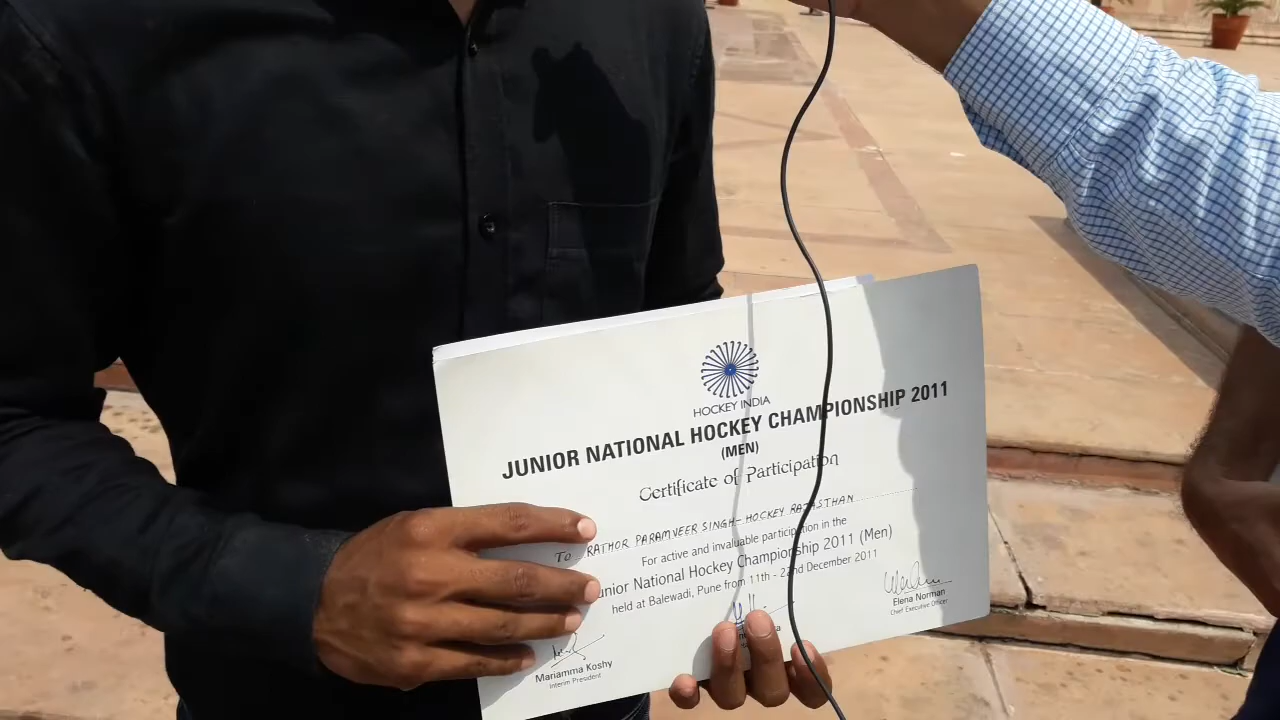 HOCKEY INDIA
JUNIOR NATIONAL HOCKEY CHAMPIONSHIP 2011
(MEN)
Certificate of Participation
To RATHOR PARAMVEER SINGH - HOCKEY RAJASTHAN
For active and invaluable participation in the
unior National Hockey Championship 2011 (Men)
held at Balewadi, Pune from 11th - 22nd December 2011
Elena Norman
Chief Executive Officer
Mariamma Koshy
Interim President